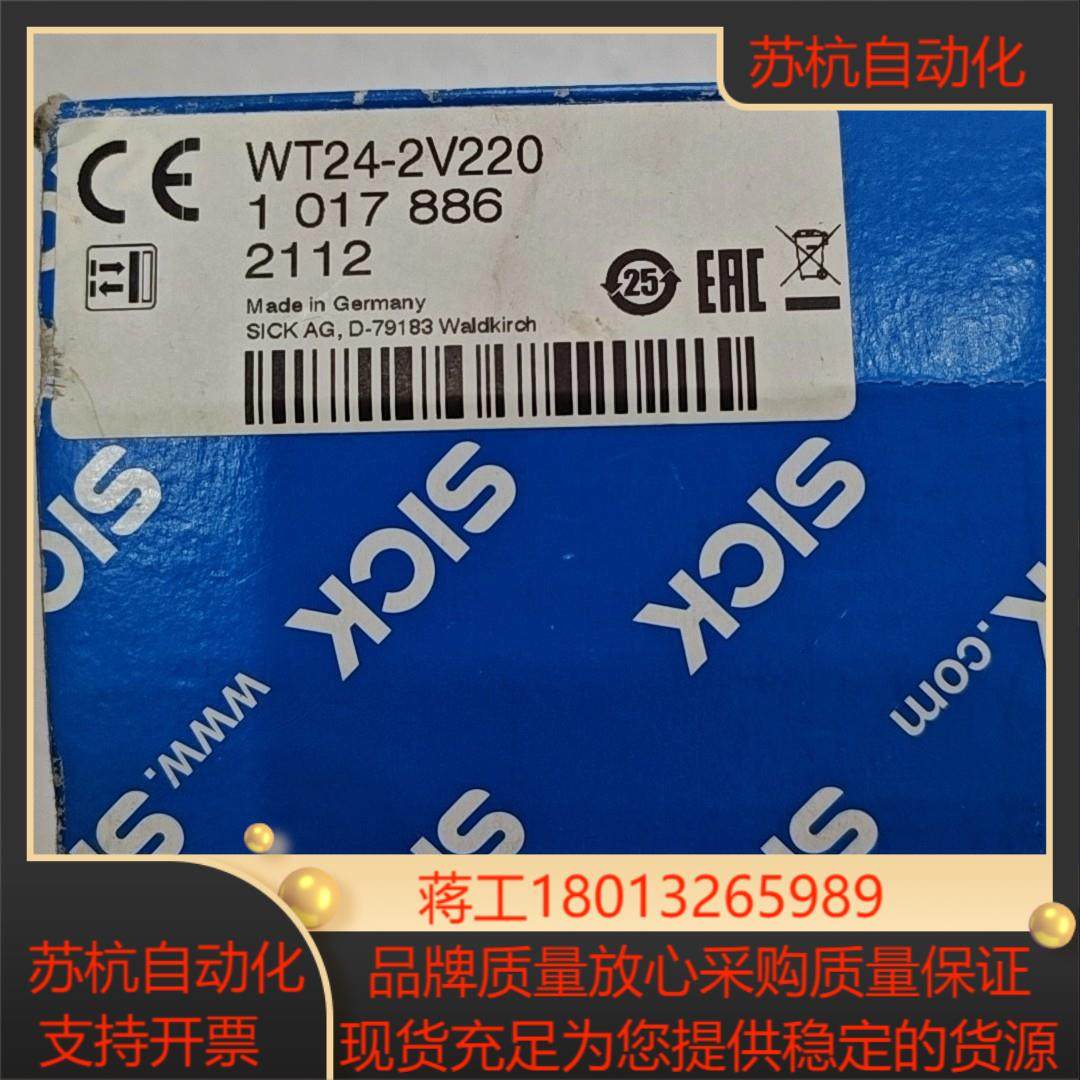 苏杭自动化
CE
WT24-2V220
1 017 886
2112
Made in Germany
SICK AG, D-79183 Waldkirch
25
EAC
SICK
SICK
SICK
www.
.com
蒋工18013265989
苏杭自动化
支持开票
品牌质量放心采购质量保证
现货充足为您提供稳定的货源